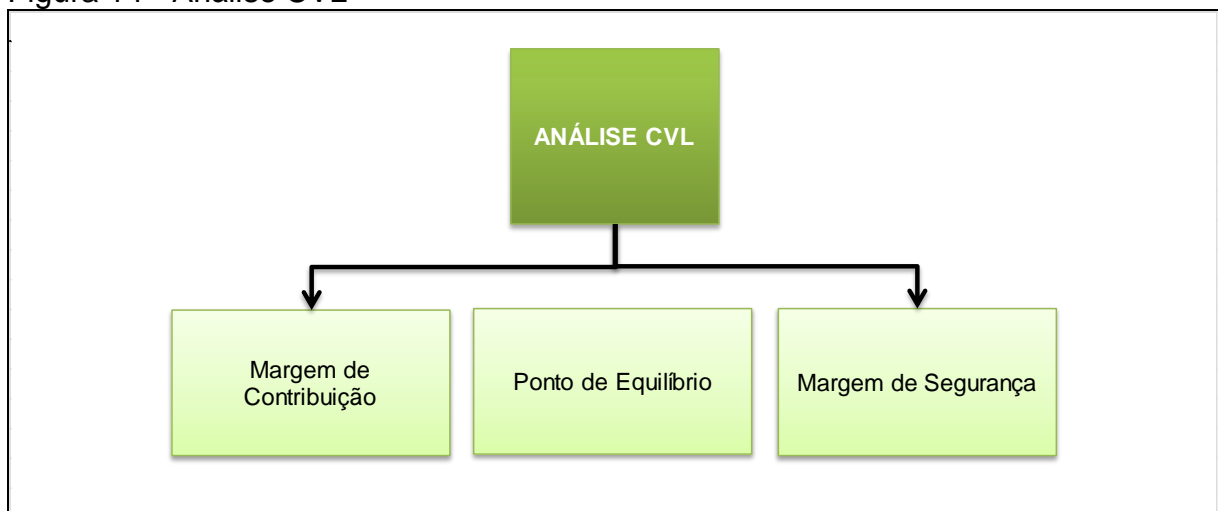 ANÁLISE CVL
Margem de
Contribuição
Ponto de Equilíbrio
Margem de Segurança